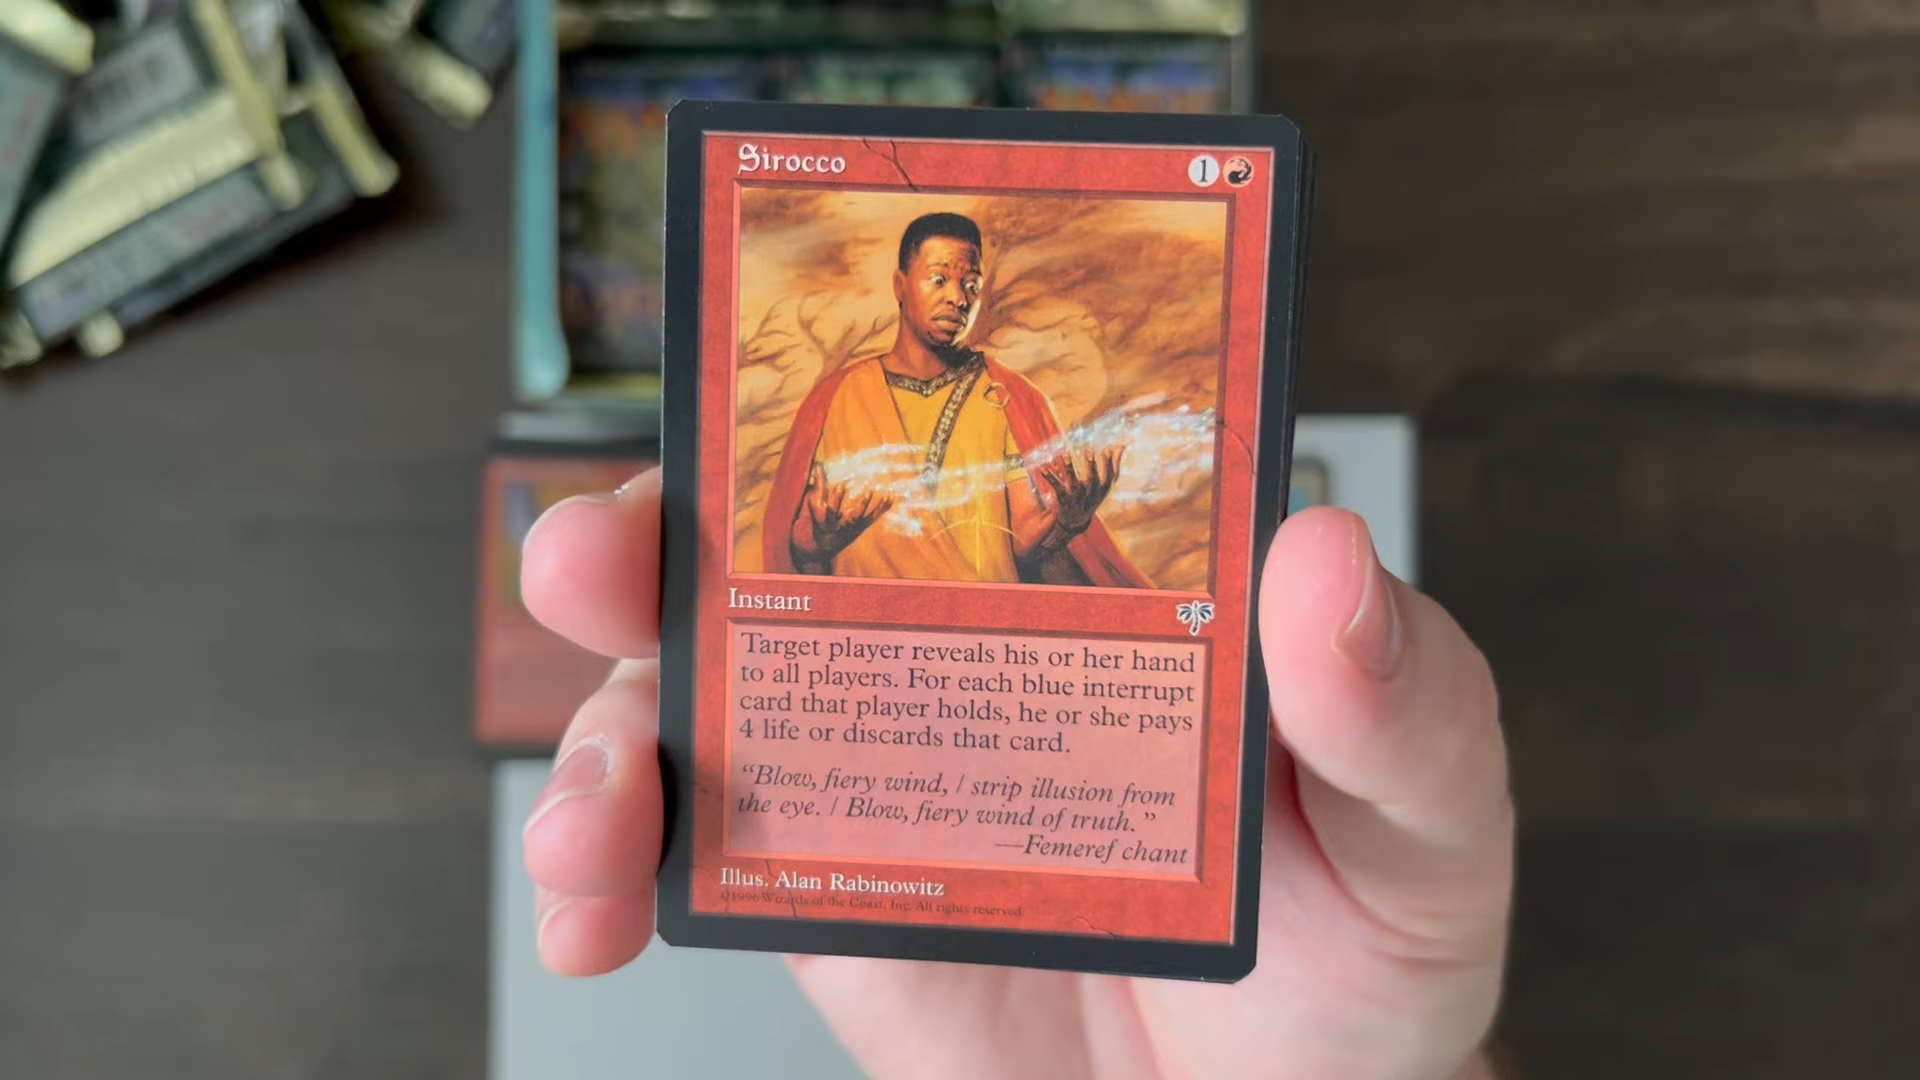 Sirocco
1
Instant
Target player reveals his or her hand
to all players. For each blue interrupt
card that player holds, he or she pays
4 life or discards that card.
“Blow, fiery wind, / strip illusion from
the eye. / Blow, fiery wind of truth.”
—Femeref chant
Illus. Alan Rabinowitz
©1996 Wizards of the Coast, Inc. All rights reserved.